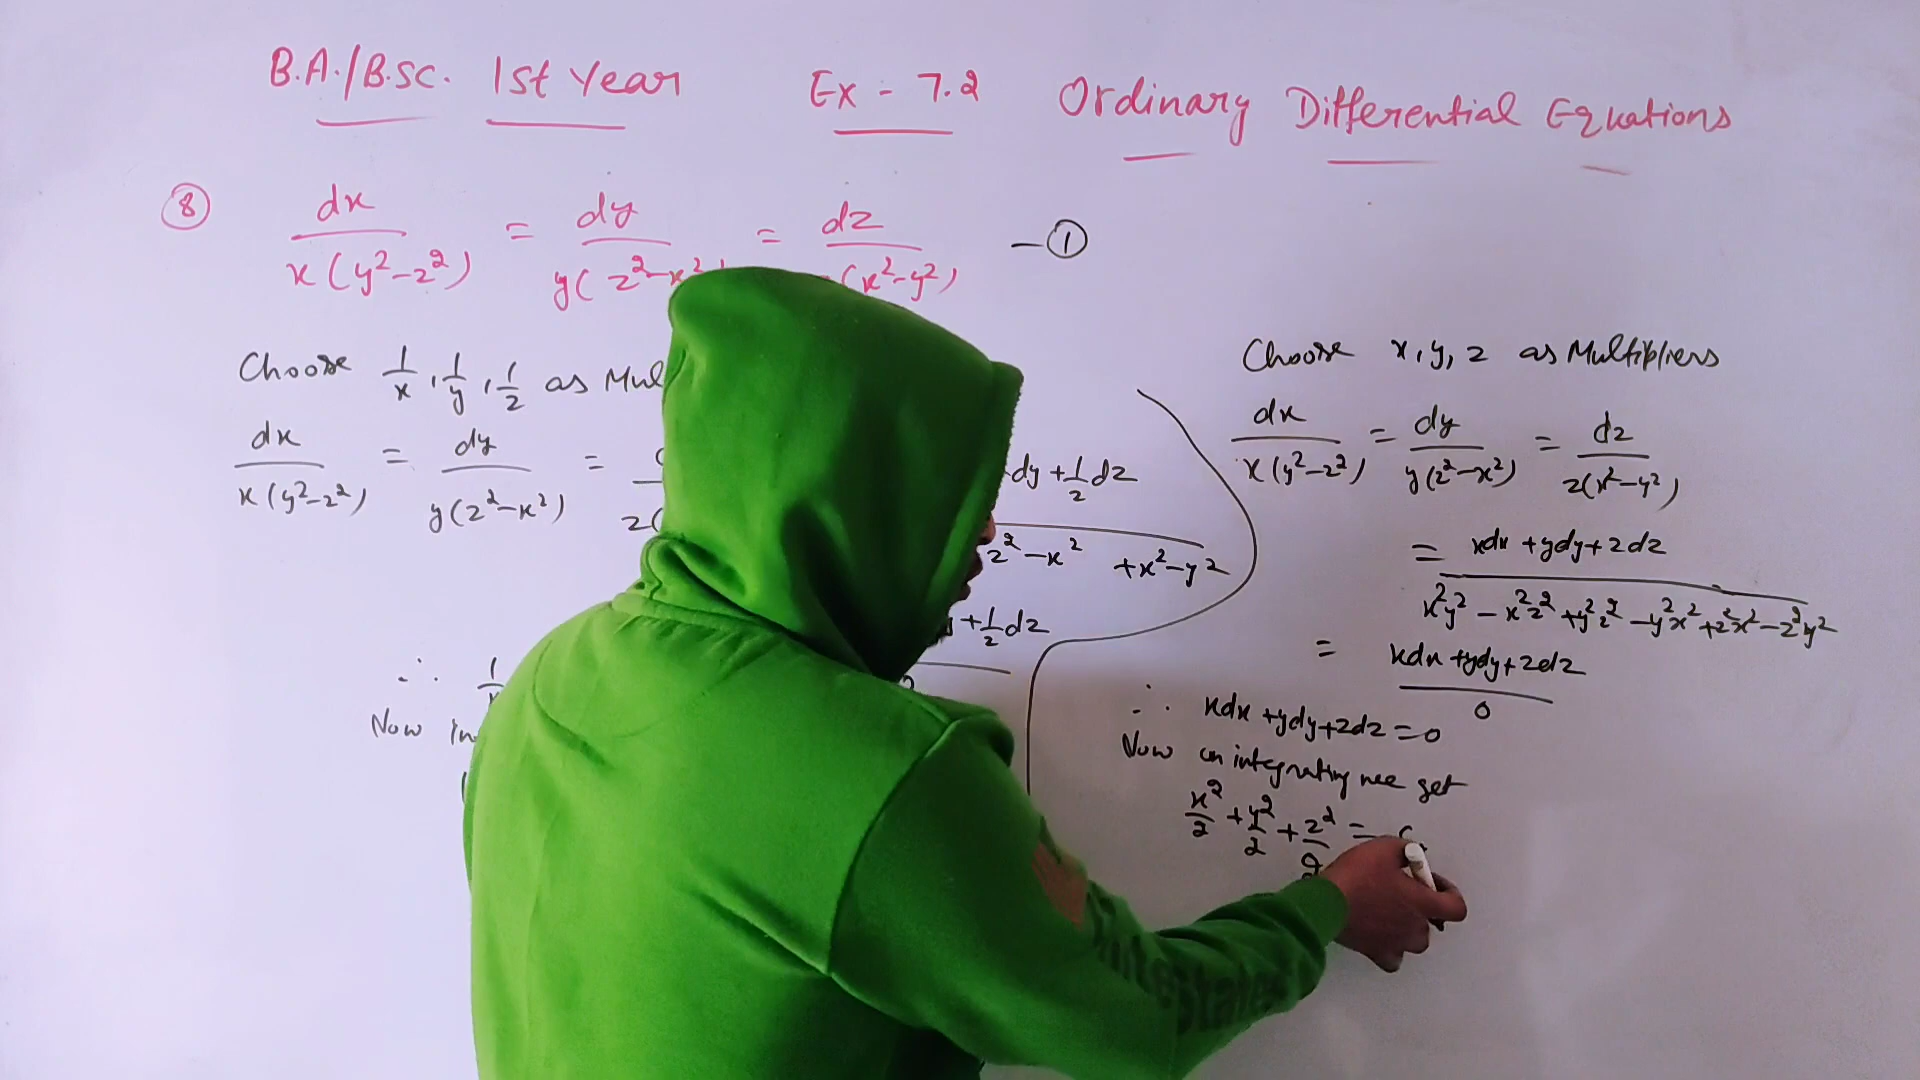 B.A./B.Sc. 1st Year Ex - 7.2 Ordinary Differential Equations
⑧ dx/x(y²-z²) = dy/y(z²-x²) = dz/(x²-y²) — ①
Choose 1/x, 1/y, 1/z as Mul
dx/x(y²-z²) = dy/y(z²-x²) =
z(
dy + 1/z dz
z² - x² + x² - y²
+ 1/z dz
∴ 1/x
Now in
Choose x, y, z as Multipliers
dx/x(y²-z²) = dy/y(z²-x²) = dz/z(x²-y²)
= xdx + ydy + zdz / x²y² - x²z² + y²z² - y²x² + z²x² - z²y²
= xdx + ydy + zdz / 0
∴ xdx + ydy + zdz = 0
Now on integrating we get
x²/2 + y²/2 + z²/2 =